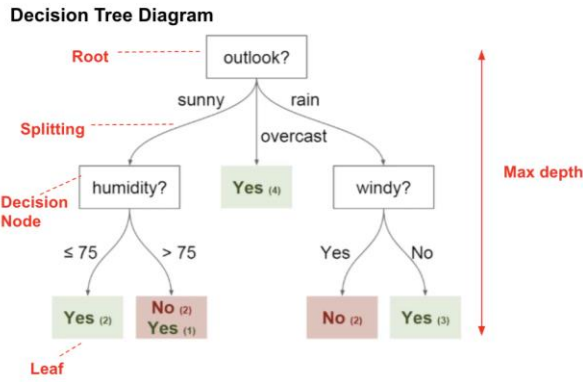 Decision Tree Diagram
Root
outlook?
sunny
rain
Splitting
overcast
Max depth
Decision
Node
humidity?
Yes (4)
windy?
≤ 75
> 75
Yes
No
Yes (2)
No (2)
Yes (1)
No (2)
Yes (3)
Leaf